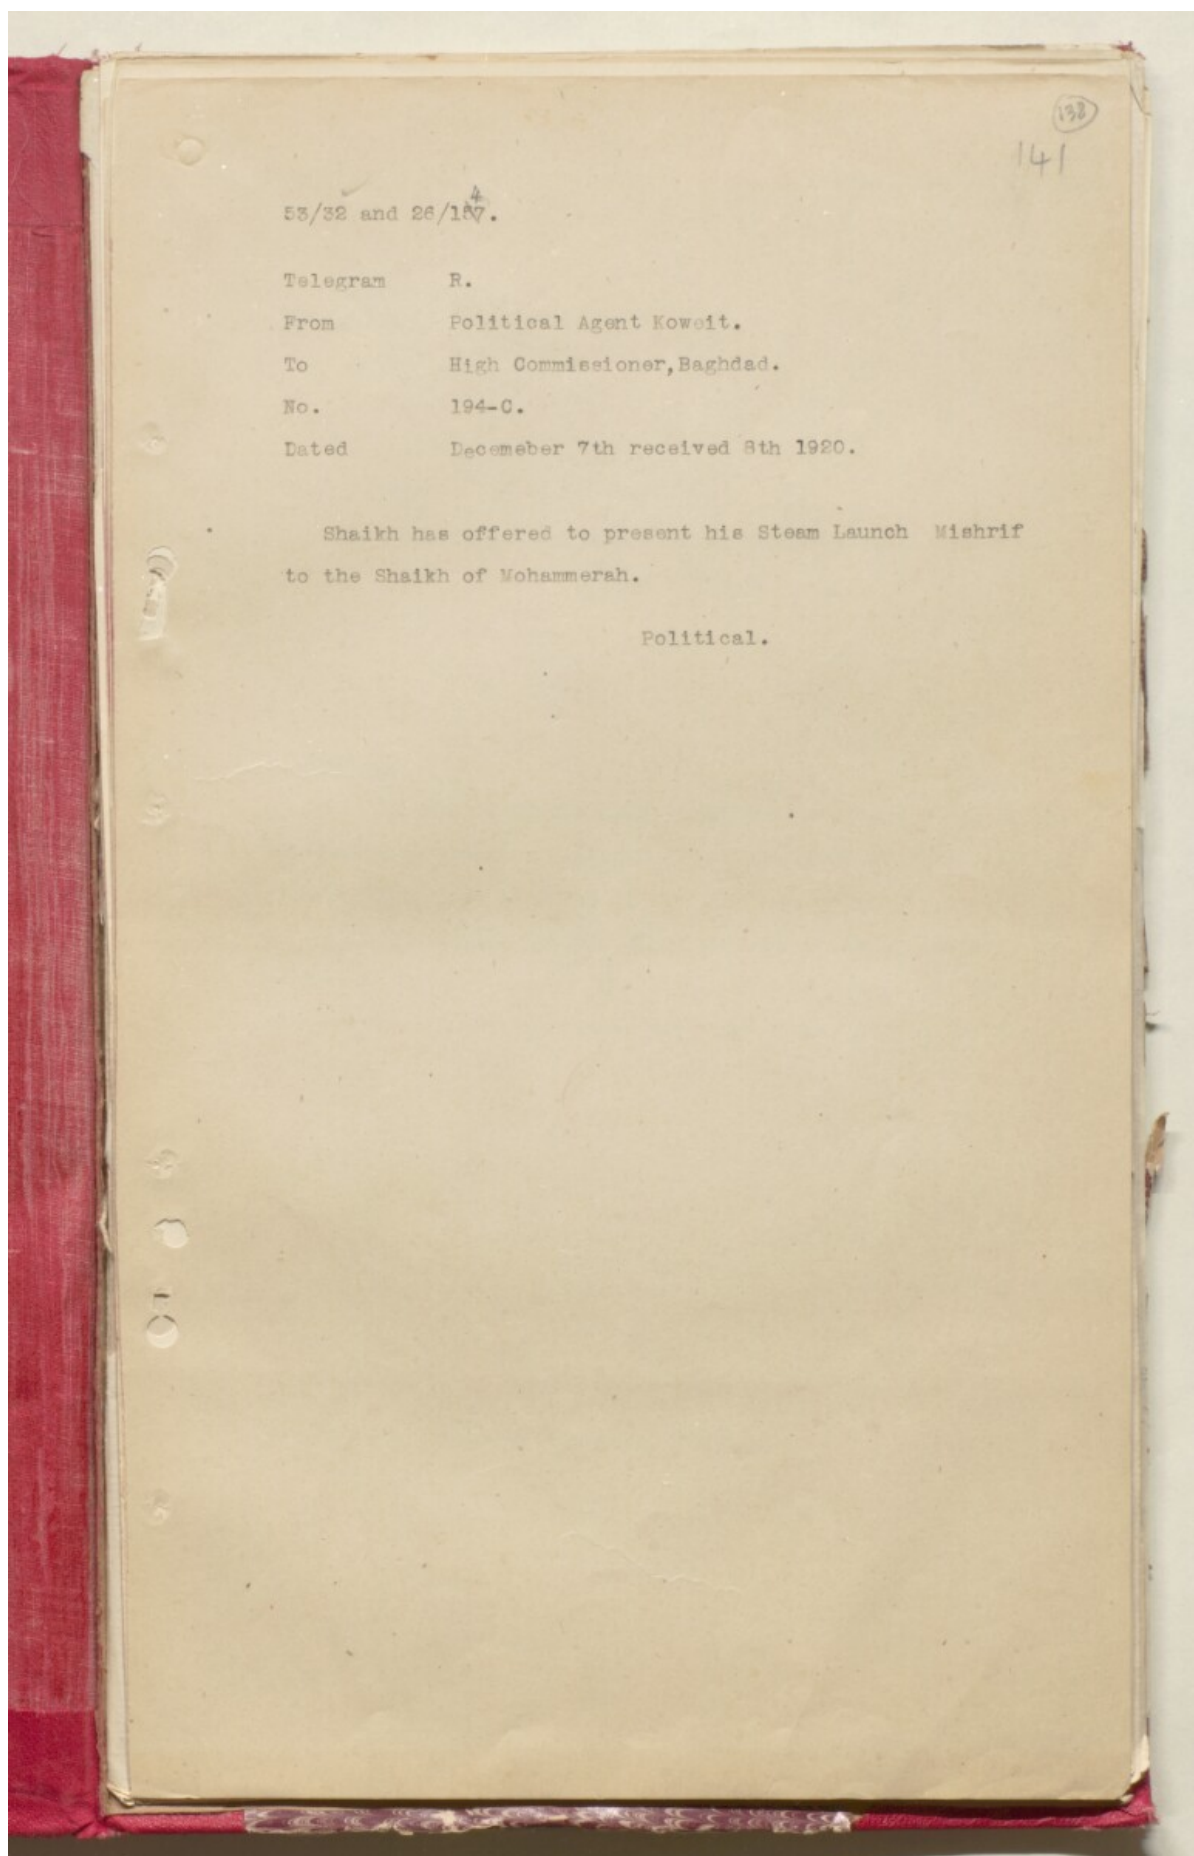 138
141
53/32 and 26/1
Telegram R.
From Political Agent Koweit.
To High Commissioner,Baghdad.
No. 194-C.
Dated Decemeber 7th received 8th 1920.
Shaikh has offered to present his Steam Launch Mishrif
to the Shaikh of Mohammerah.
Political.